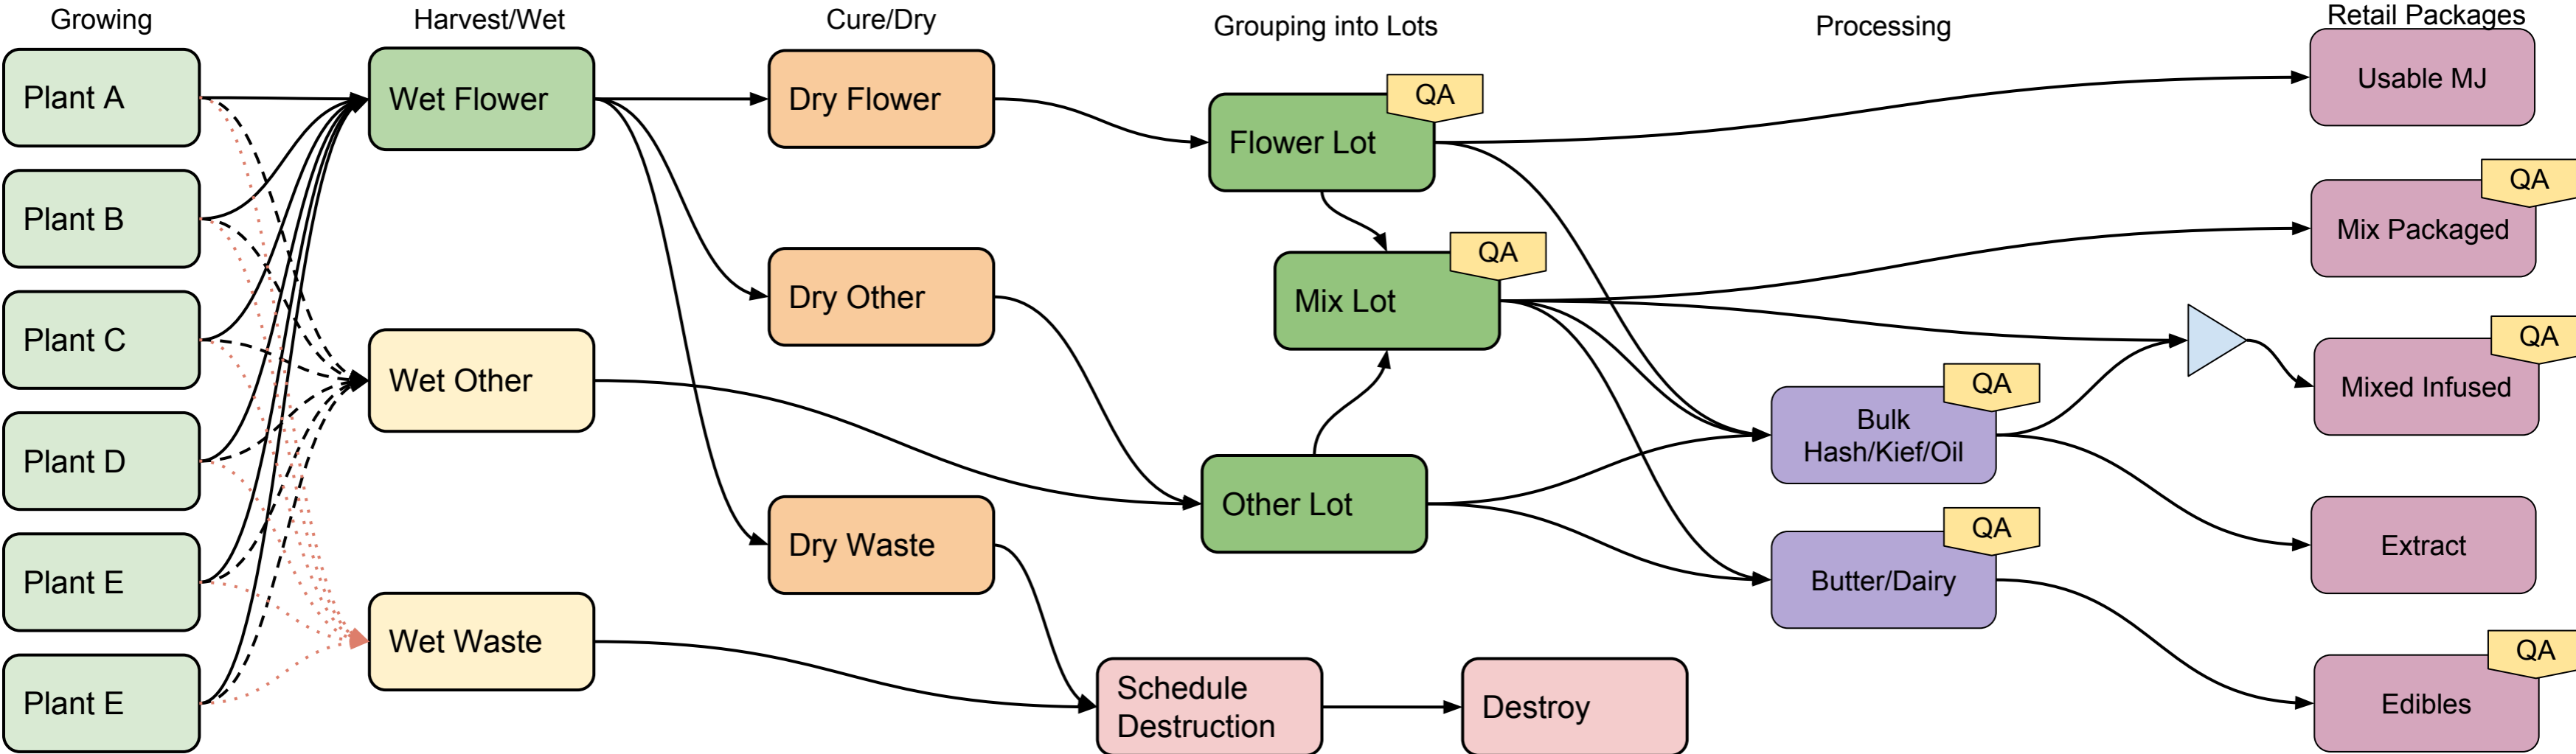 Growing
Harvest/Wet
Cure/Dry
Grouping into Lots
Processing
Retail Packages
Plant A
Plant B
Plant C
Plant D
Plant E
Plant E
Wet Flower
Wet Other
Wet Waste
Dry Flower
Dry Other
Dry Waste
QA
Flower Lot
QA
Mix Lot
Other Lot
Schedule
Destruction
Destroy
QA
Bulk
Hash/Kief/Oil
QA
Butter/Dairy
Usable MJ
QA
Mix Packaged
QA
Mixed Infused
Extract
QA
Edibles